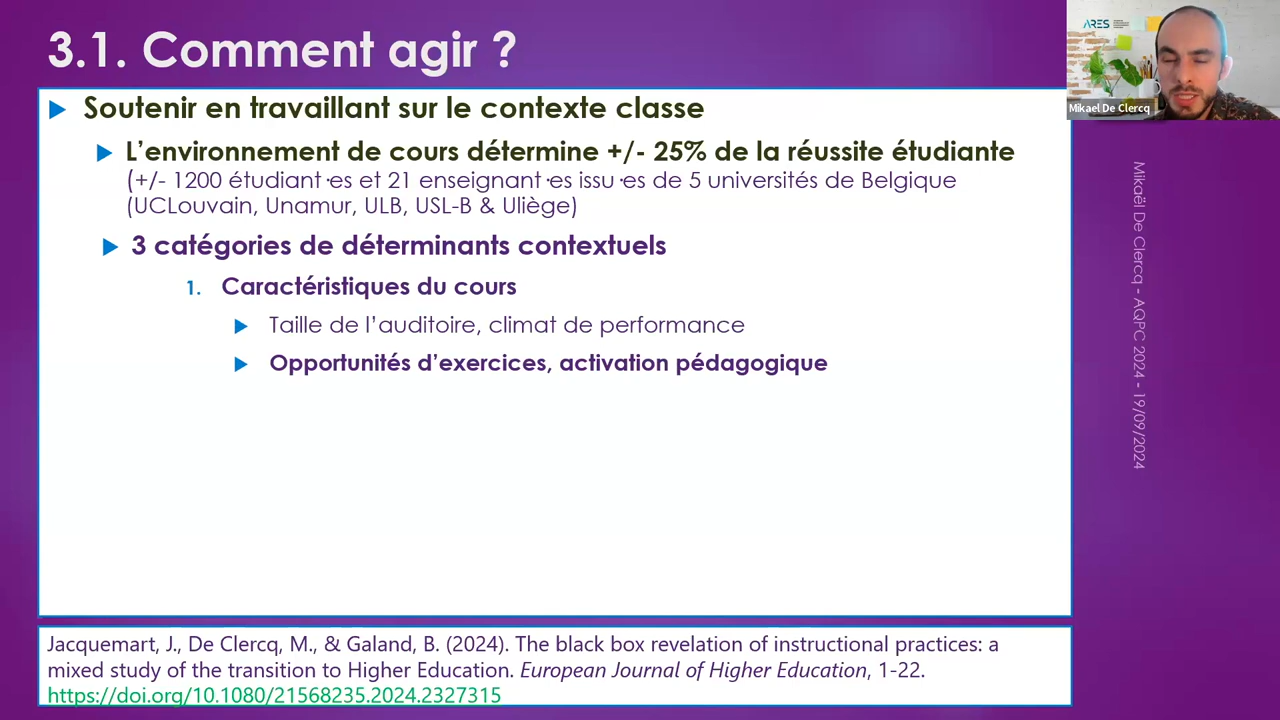 3.1. Comment agir ?
ARES
Mikael De Clercq
Soutenir en travaillant sur le contexte classe
L’environnement de cours détermine +/- 25% de la réussite étudiante
(+/- 1200 étudiant·es et 21 enseignant·es issu·es de 5 universités de Belgique
(UCLouvain, Unamur, ULB, USL-B & Uliège)
3 catégories de déterminants contextuels
1. Caractéristiques du cours
Taille de l’auditoire, climat de performance
Opportunités d’exercices, activation pédagogique
Mikaël De Clercq - AQPC 2024 - 19/09/2024
Jacquemart, J., De Clercq, M., & Galand, B. (2024). The black box revelation of instructional practices: a
mixed study of the transition to Higher Education. European Journal of Higher Education, 1-22.
https://doi.org/10.1080/21568235.2024.2327315